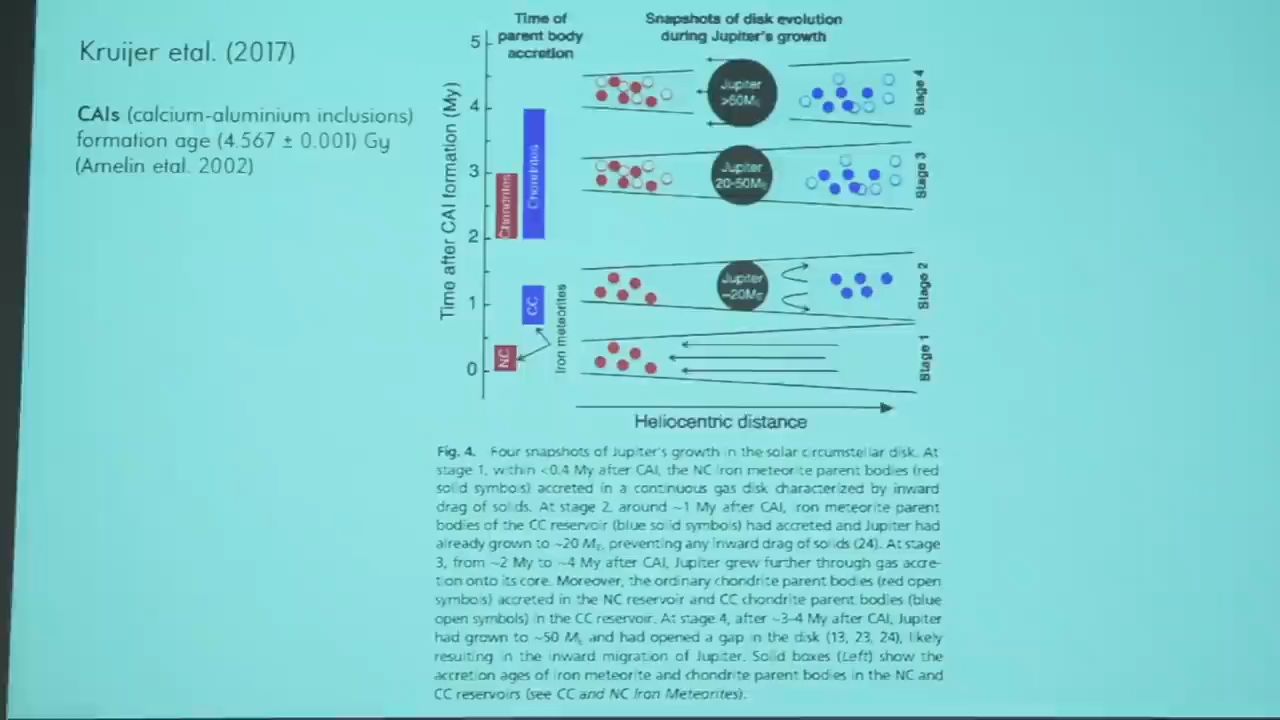 Kruijer etal. (2017)
CAIs (calcium-aluminium inclusions)
formation age (4.567 ± 0.001) Gy
(Amelin etal. 2002)
Time of
parent body
accretion
Snapshots of disk evolution
during Jupiter's growth
Time after CAI formation (My)
5
4
3
2
1
0
Chondrites
Chondrites
CC
NC
Iron meteorites
Jupiter
>50M
Stage 4
Jupiter
20-50M
Stage 3
Jupiter
~20M
Stage 2
Stage 1
Heliocentric distance
Fig. 4. Four snapshots of Jupiter's growth in the solar circumstellar disk. At
stage 1, within <0.4 My after CAI, the NC iron meteorite parent bodies (red
solid symbols) accreted in a continuous gas disk characterized by inward
drag of solids. At stage 2, around ~1 My after CAI, iron meteorite parent
bodies of the CC reservoir (blue solid symbols) had accreted and Jupiter had
already grown to ~20 M, preventing any inward drag of solids (24). At stage
3, from ~2 My to ~4 My after CAI, Jupiter grew further through gas accre-
tion onto its core. Moreover, the ordinary chondrite parent bodies (red open
symbols) accreted in the NC reservoir and CC chondrite parent bodies (blue
open symbols) in the CC reservoir. At stage 4, after ~3–4 My after CAI, Jupiter
had grown to ~50 M and had opened a gap in the disk (13, 23, 24), likely
resulting in the inward migration of Jupiter. Solid boxes (Left) show the
accretion ages of iron meteorite and chondrite parent bodies in the NC and
CC reservoirs (see CC and NC Iron Meteorites).